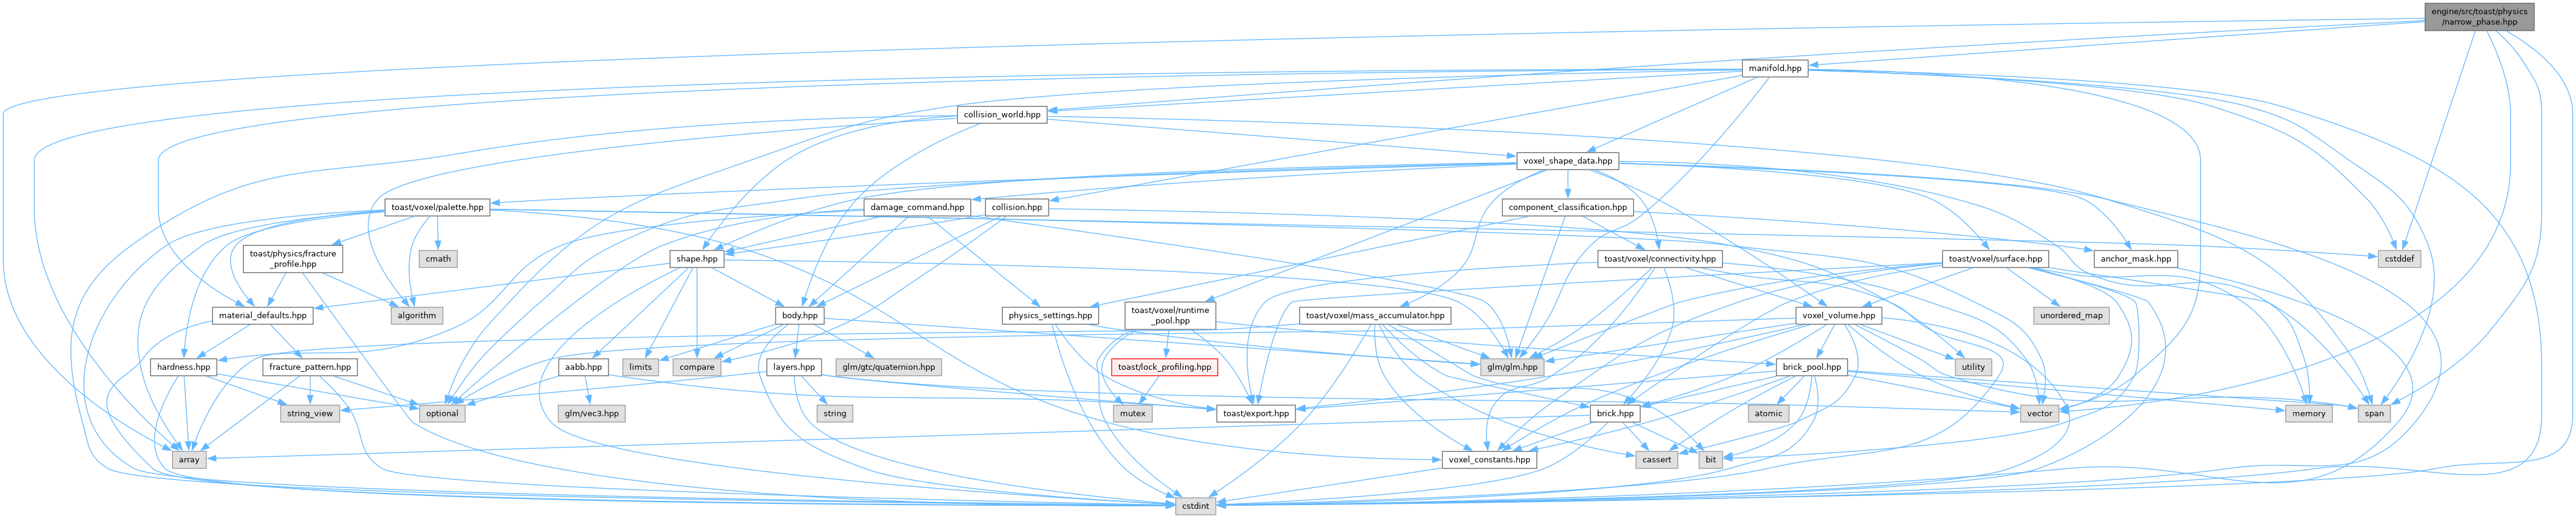 engine/src/toast/physics
/narrow_phase.hpp
manifold.hpp
collision_world.hpp
voxel_shape_data.hpp
toast/voxel/palette.hpp
damage_command.hpp
collision.hpp
component_classification.hpp
toast/physics/fracture
_profile.hpp
cmath
shape.hpp
toast/voxel/connectivity.hpp
toast/voxel/surface.hpp
anchor_mask.hpp
cstddef
material_defaults.hpp
algorithm
body.hpp
physics_settings.hpp
toast/voxel/runtime
_pool.hpp
toast/voxel/mass_accumulator.hpp
voxel_volume.hpp
unordered_map
hardness.hpp
fracture_pattern.hpp
aabb.hpp
limits
compare
layers.hpp
glm/gtc/quaternion.hpp
toast/lock_profiling.hpp
glm/glm.hpp
brick_pool.hpp
utility
string_view
optional
glm/vec3.hpp
string
mutex
toast/export.hpp
brick.hpp
atomic
vector
memory
span
array
voxel_constants.hpp
cassert
bit
cstdint